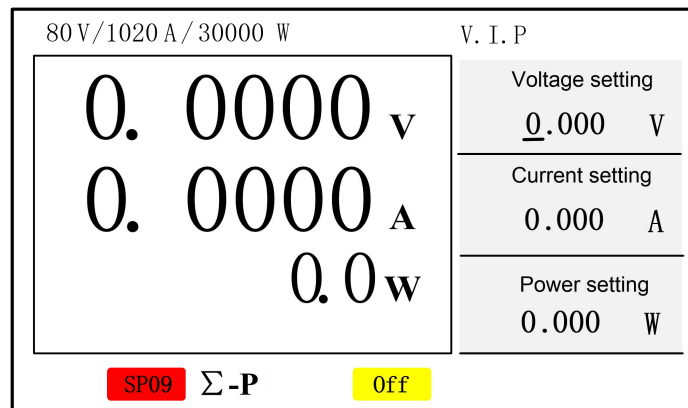 80V/1020A/30000 W
V.I.P
0.0000 V
0.0000 A
0.0 W
Voltage setting
0.000 V
Current setting
0.000 A
Power setting
0.000 W
SP09 Σ-P Off